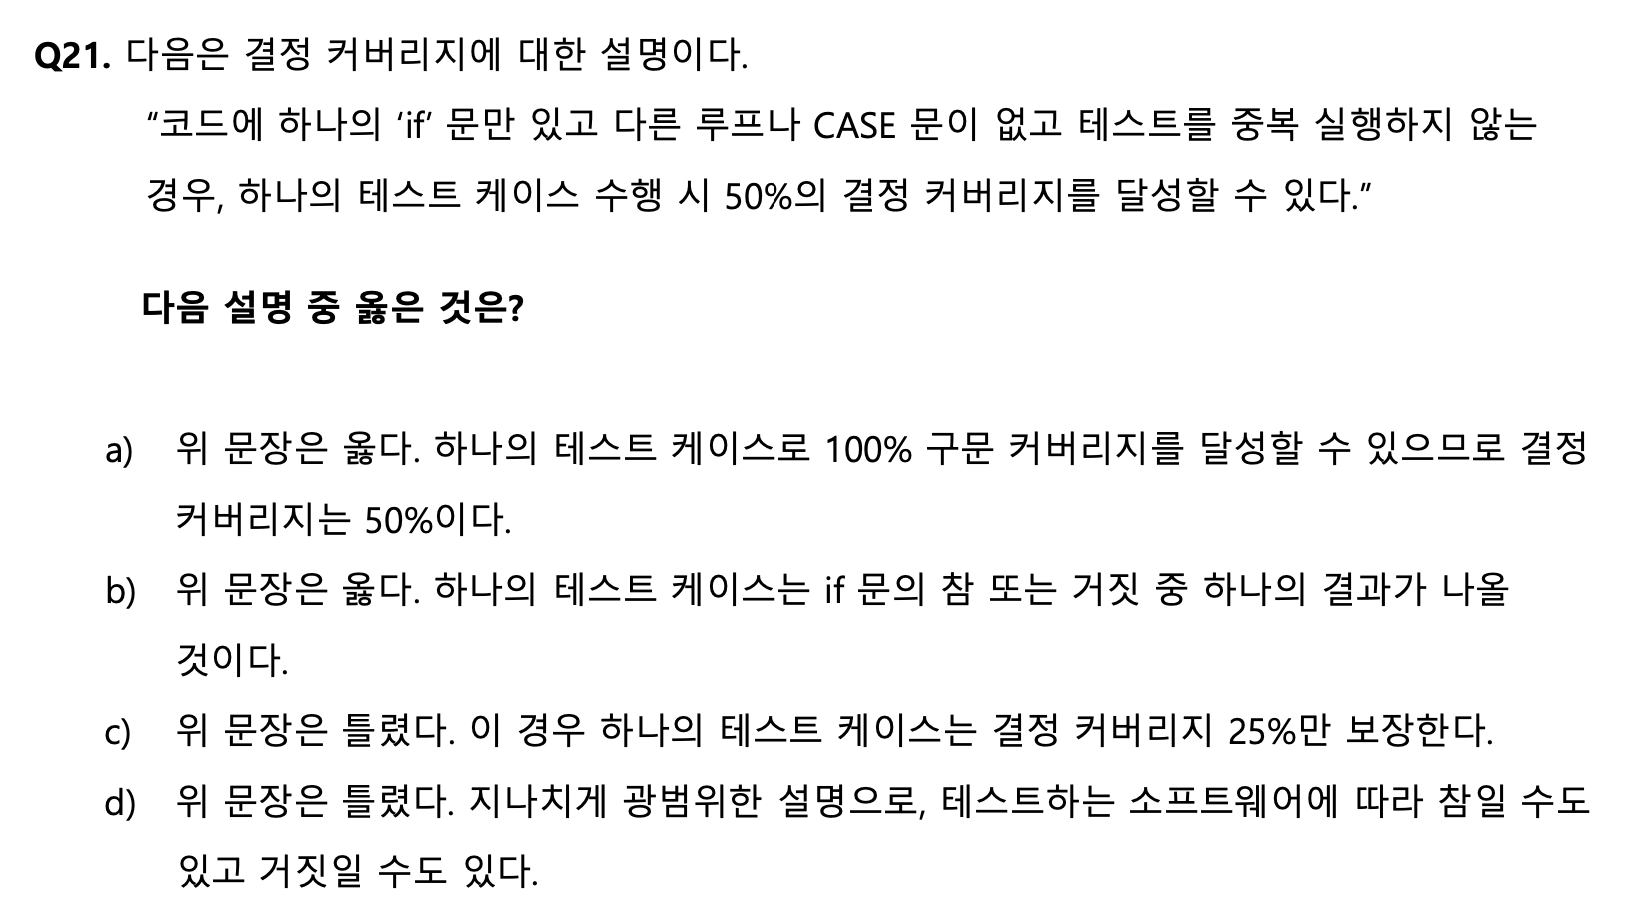 Q21. 다음은 결정 커버리지에 대한 설명이다.
“코드에 하나의 ‘if’ 문만 있고 다른 루프나 CASE 문이 없고 테스트를 중복 실행하지 않는
경우, 하나의 테스트 케이스 수행 시 50%의 결정 커버리지를 달성할 수 있다.”
다음 설명 중 옳은 것은?
a) 위 문장은 옳다. 하나의 테스트 케이스로 100% 구문 커버리지를 달성할 수 있으므로 결정
커버리지는 50%이다.
b) 위 문장은 옳다. 하나의 테스트 케이스는 if 문의 참 또는 거짓 중 하나의 결과가 나올
것이다.
c) 위 문장은 틀렸다. 이 경우 하나의 테스트 케이스는 결정 커버리지 25%만 보장한다.
d) 위 문장은 틀렸다. 지나치게 광범위한 설명으로, 테스트하는 소프트웨어에 따라 참일 수도
있고 거짓일 수도 있다.